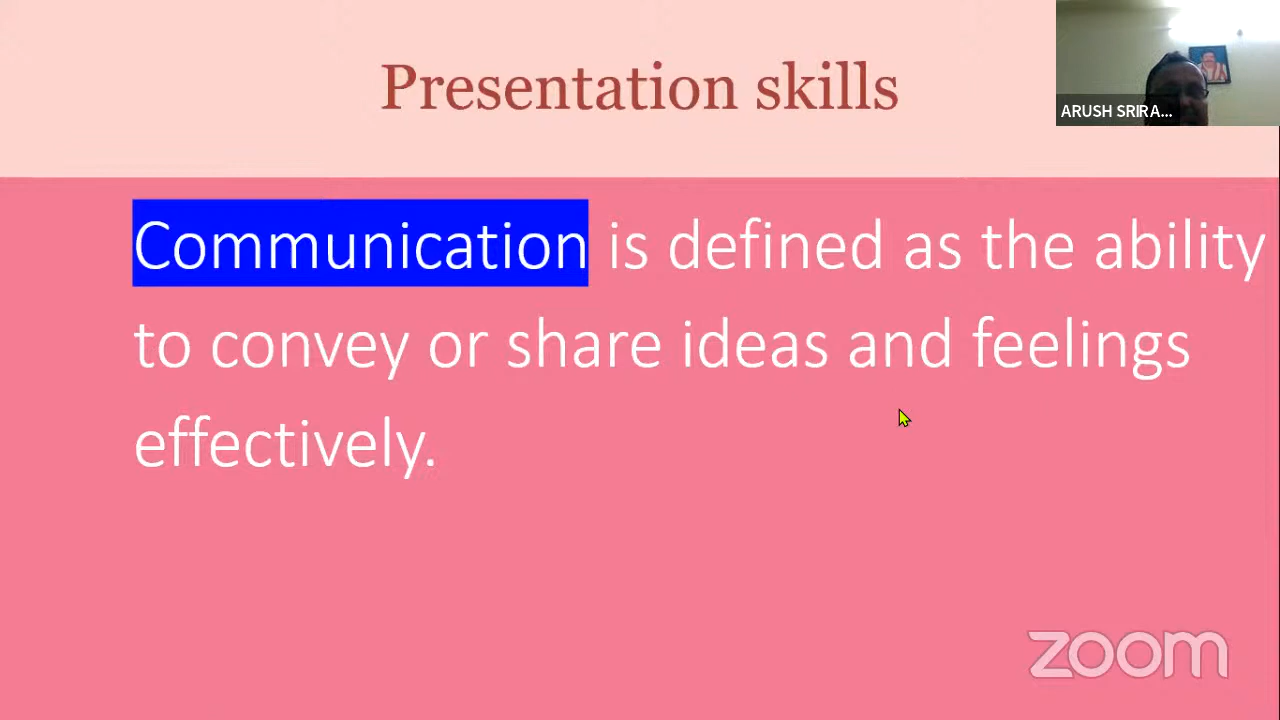 Presentation skills
ARUSH SRIRA...
Communication is defined as the ability
to convey or share ideas and feelings
effectively.
zoom